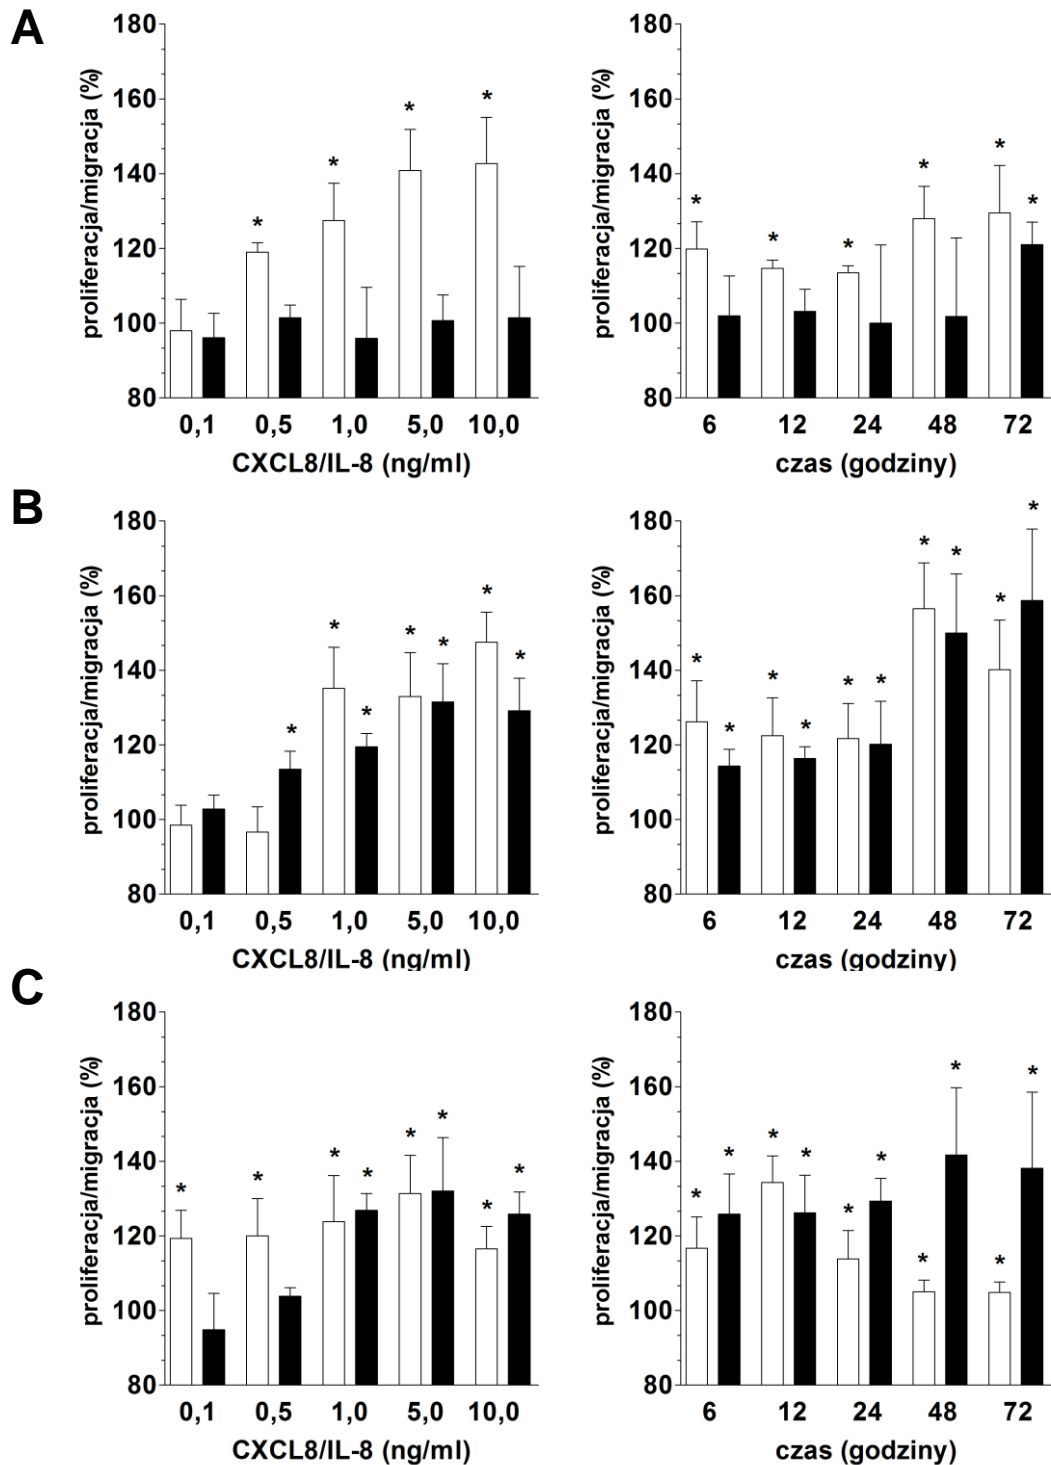 A
proliferacja/migracja (%)
180
160
140
120
100
80
* * * *
0,1 0,5 1,0 5,0 10,0
CXCL8/IL-8 (ng/ml)
proliferacja/migracja (%)
180
160
140
120
100
80
* * * * * *
6 12 24 48 72
czas (godziny)
B
proliferacja/migracja (%)
180
160
140
120
100
80
* * * * * * *
0,1 0,5 1,0 5,0 10,0
CXCL8/IL-8 (ng/ml)
proliferacja/migracja (%)
180
160
140
120
100
80
* * * * * * * * * *
6 12 24 48 72
czas (godziny)
C
proliferacja/migracja (%)
180
160
140
120
100
80
* * * * * * * *
0,1 0,5 1,0 5,0 10,0
CXCL8/IL-8 (ng/ml)
proliferacja/migracja (%)
180
160
140
120
100
80
* * * * * * * * * *
6 12 24 48 72
czas (godziny)